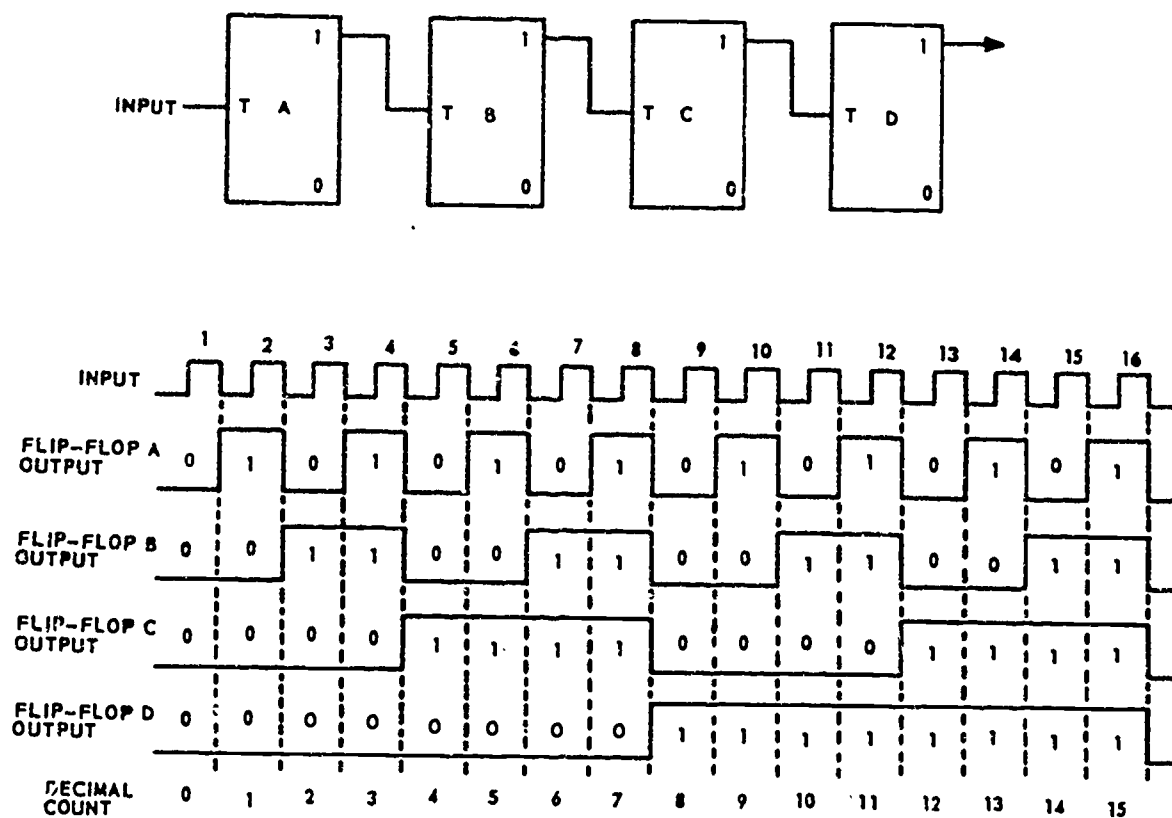 1 1 1 1
INPUT T A T B T C T D
0 0 0 0
1 2 3 4 5 6 7 8 9 10 11 12 13 14 15 16
INPUT
FLIP-FLOP A
OUTPUT
0 1 0 1 0 1 0 1 0 1 0 1 0 1 0 1
FLIP-FLOP B
OUTPUT
0 0 1 1 0 0 1 1 0 0 1 1 0 0 1 1
FLIP-FLOP C
OUTPUT
0 0 0 0 1 1 1 1 0 0 0 0 1 1 1 1
FLIP-FLOP D
OUTPUT
0 0 0 0 0 0 0 0 1 1 1 1 1 1 1 1
DECIMAL
COUNT
0 1 2 3 4 5 6 7 8 9 10 11 12 13 14 15